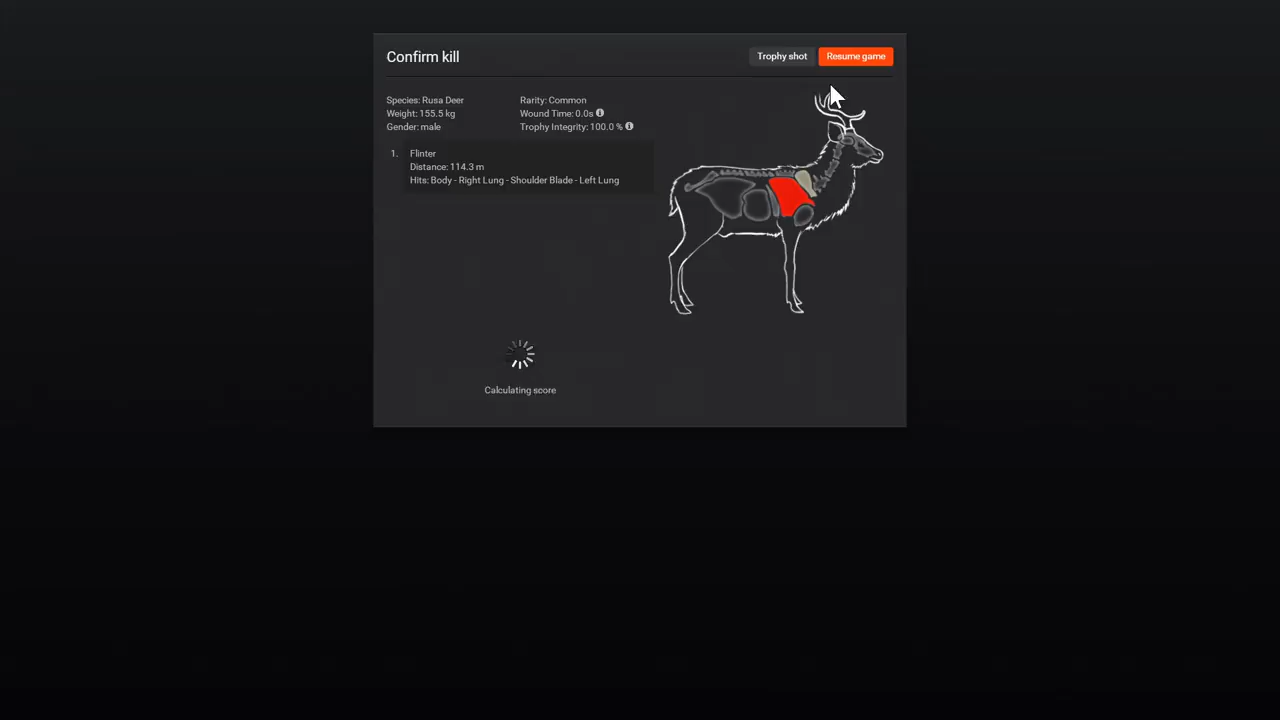 Confirm kill
Trophy shot
Resume game
Species: Rusa Deer
Weight: 155.5 kg
Gender: male
Rarity: Common
Wound Time: 0.0s
Trophy Integrity: 100.0 %
1. Flinter
Distance: 114.3 m
Hits: Body - Right Lung - Shoulder Blade - Left Lung
Calculating score